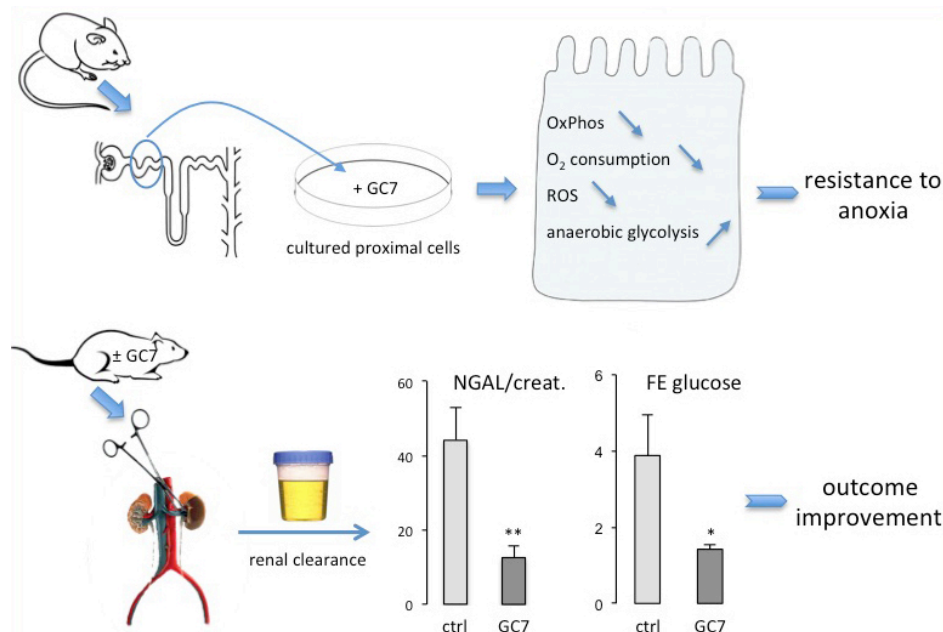 OxPhos
O₂ consumption
ROS
anaerobic glycolysis
+ GC7
cultured proximal cells
resistance to
anoxia
± GC7
renal clearance
NGAL/creat.
60
40
20
0
**
ctrl
GC7
FE glucose
6
4
2
0
*
ctrl
GC7
outcome
improvement